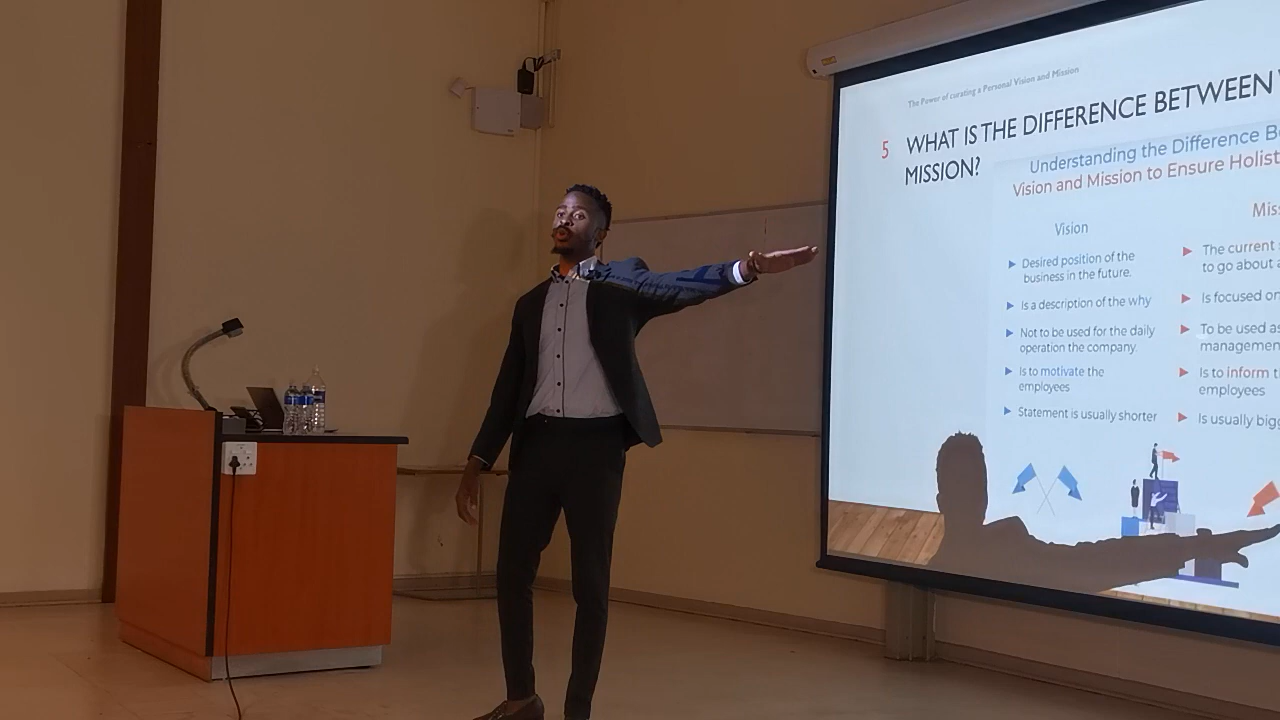 The Power of curating a Personal Vision and Mission
5 WHAT IS THE DIFFERENCE BETWEEN
MISSION?
Understanding the Difference
Vision and Mission to Ensure
Vision
Desired position of the
business in the future.
Is a description of the why
Not to be used for the daily
operation the company.
Is to motivate the
employees
Statement is usually shorter
The current
to go about
Is focused
To be used
Is to inform
employees
Is usually